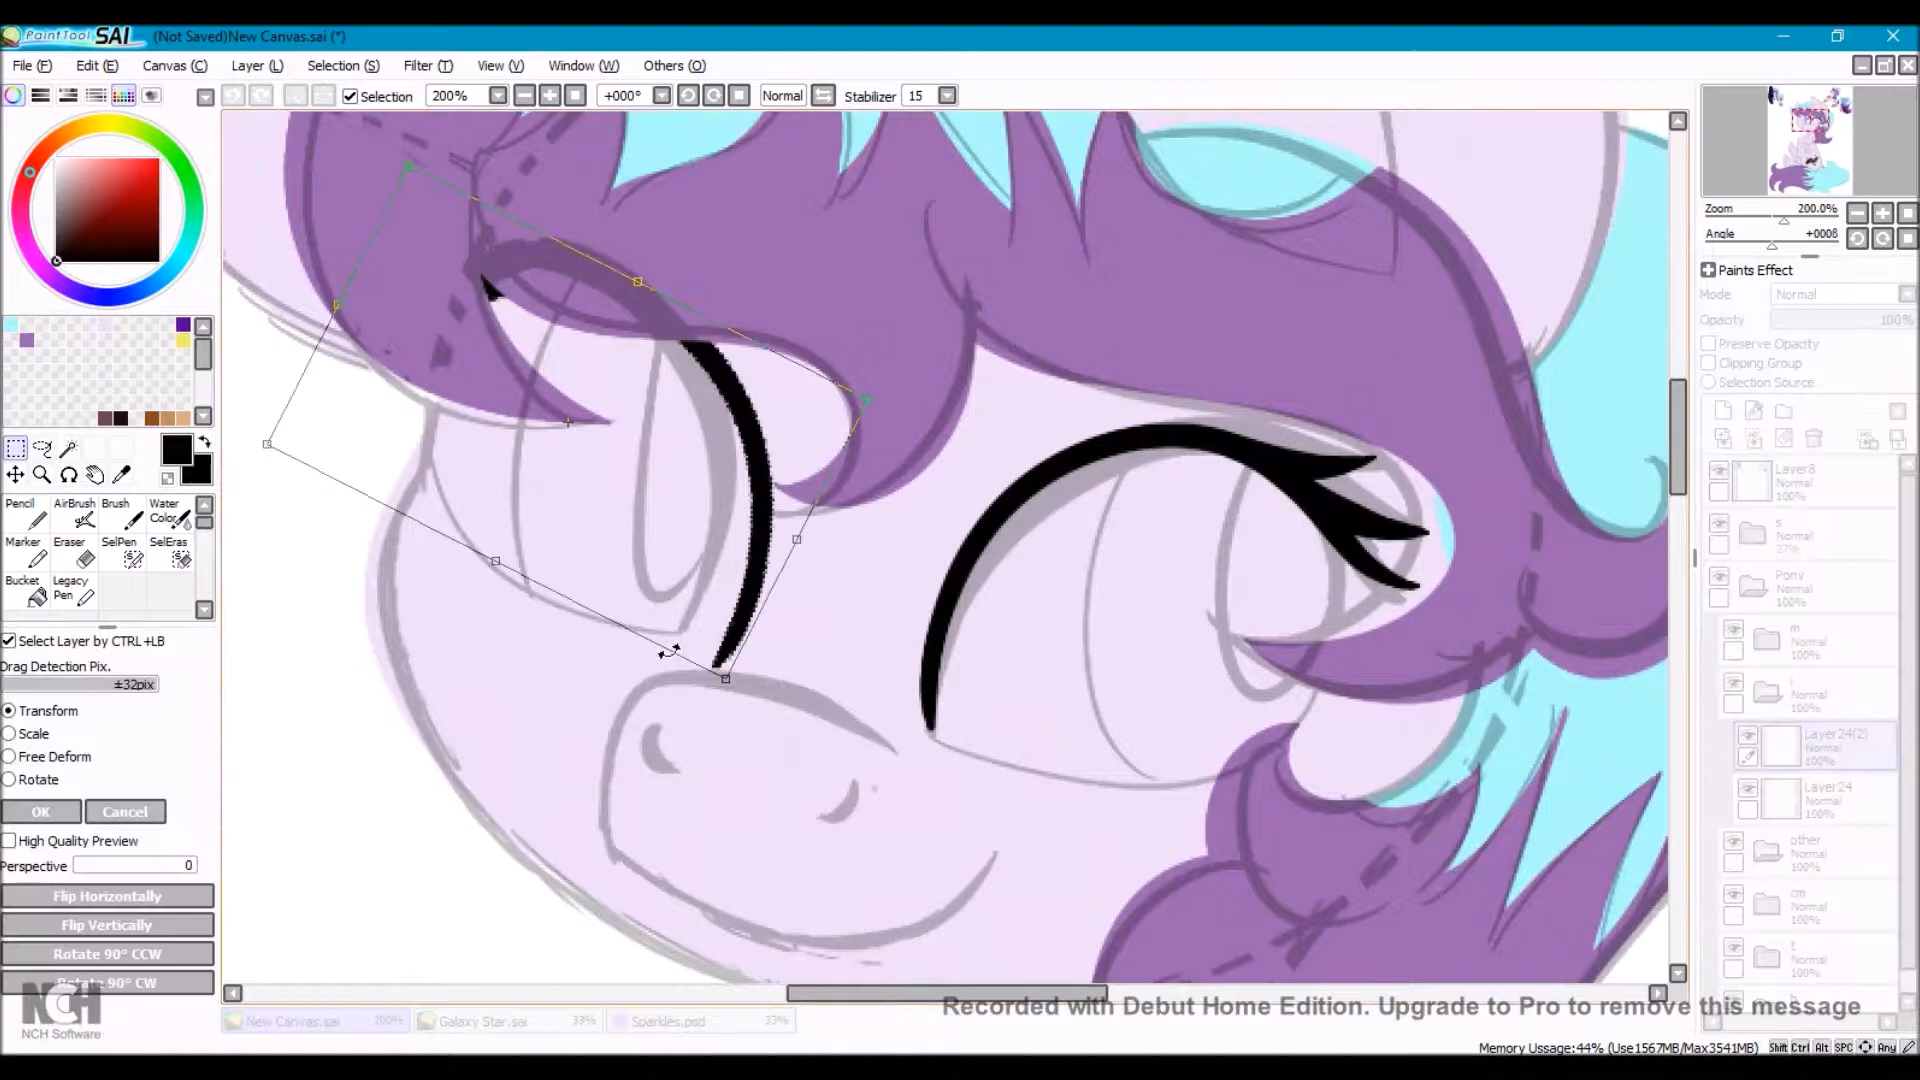 PaintTool SAI (Not Saved)New Canvas.sai (*)
File (F) Edit (E) Canvas (C) Layer (L) Selection (S) Filter (T) View (V) Window (W) Others (O)
Selection 200% +000° Normal Stabilizer 15
Zoom 200.0%
Angle +000ß
Paints Effect
Mode Normal
Opacity 100%
Preserve Opacity
Clipping Group
Selection Source
Pencil AirBrush Brush Water Color
Marker Eraser SelPen SelEras
Bucket Legacy Pen
Select Layer by CTRL+LB
Drag Detection Pix.
±32pix
Transform
Scale
Free Deform
Rotate
OK Cancel
High Quality Preview
Perspective 0
Flip Horizontally
Flip Vertically
Rotate 90° CCW
Rotate 90° CW
NCH
NCH Software
Layer8
Normal
100%
s
Normal
27%
Pony
Normal
100%
m
Normal
100%
i
Normal
100%
Layer24(2)
Normal
100%
Layer24
Normal
100%
other
Normal
100%
cm
Normal
100%
t
Normal
100%
New Canvas.sai 200% Galaxy Star.sai 33% Sparkles.psd 33%
Recorded with Debut Home Edition. Upgrade to Pro to remove this message
Memory Ussage:44% (Use1567MB/Max3541MB) Shift Ctrl Alt SPC Any